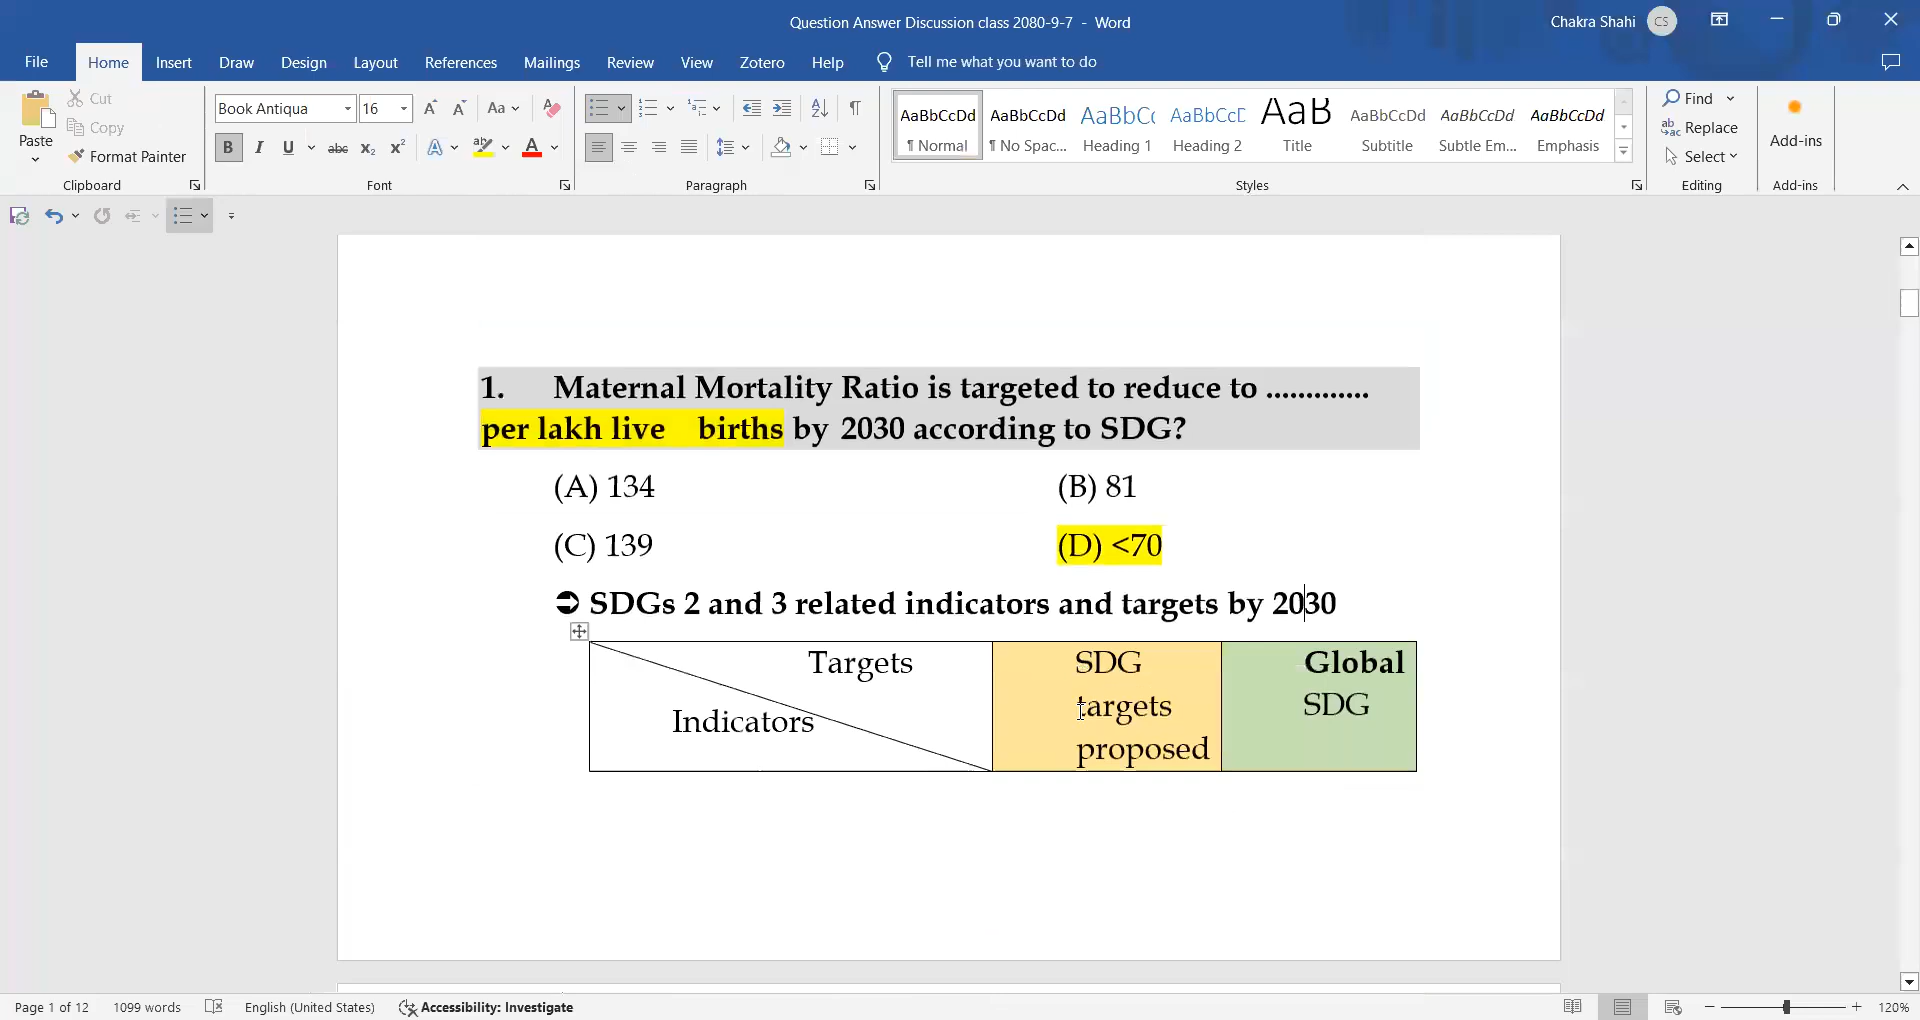 Question Answer Discussion class 2080-9-7 - Word
Chakra Shahi CS
File Home Insert Draw Design Layout References Mailings Review View Zotero Help Tell me what you want to do
Paste
Cut
Copy
Format Painter
Clipboard
Book Antiqua 16
Aa
B I U abc x₂ x² A ab A
Font
Paragraph
AaBbCcDd AaBbCcDd AaBbCc AaBbCcD AaB AaBbCcDd AaBbCcDd AaBbCcDd
¶ Normal ¶ No Spac... Heading 1 Heading 2 Title Subtitle Subtle Em... Emphasis
Styles
Find
Replace
Select
Editing
Add-ins
Add-ins
1. Maternal Mortality Ratio is targeted to reduce to .............
per lakh live births by 2030 according to SDG?
(A) 134 (B) 81
(C) 139 (D) <70
➲ SDGs 2 and 3 related indicators and targets by 2030
Targets
Indicators
SDG
targets
proposed
Global
SDG
Page 1 of 12 1099 words English (United States) Accessibility: Investigate 120%